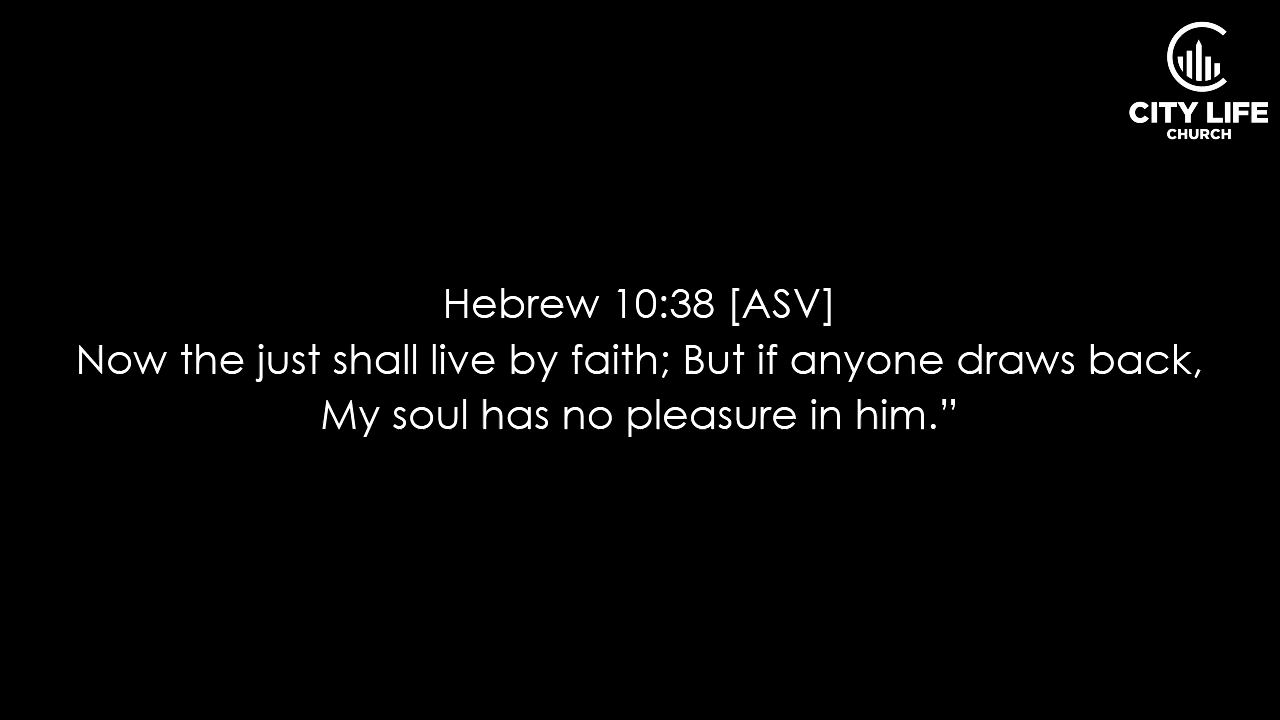 CITY LIFE
CHURCH
Hebrew 10:38 [ASV]
Now the just shall live by faith; But if anyone draws back,
My soul has no pleasure in him.”